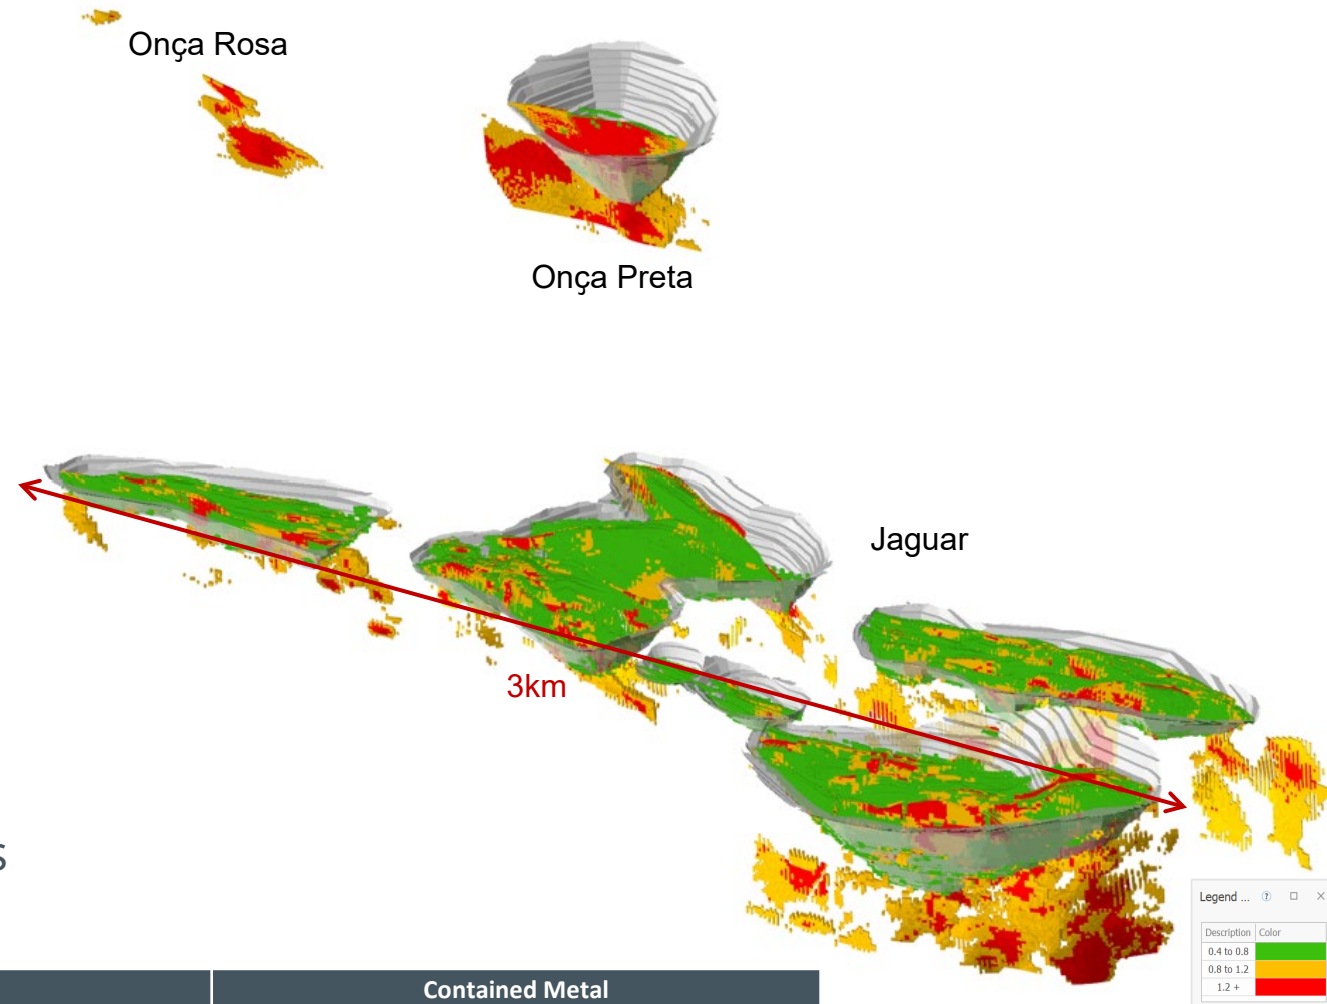 Onça Rosa
Onça Preta
Jaguar
3km
s
Legend ...
Description Color
0.4 to 0.8
0.8 to 1.2
1.2 +
Contained Metal